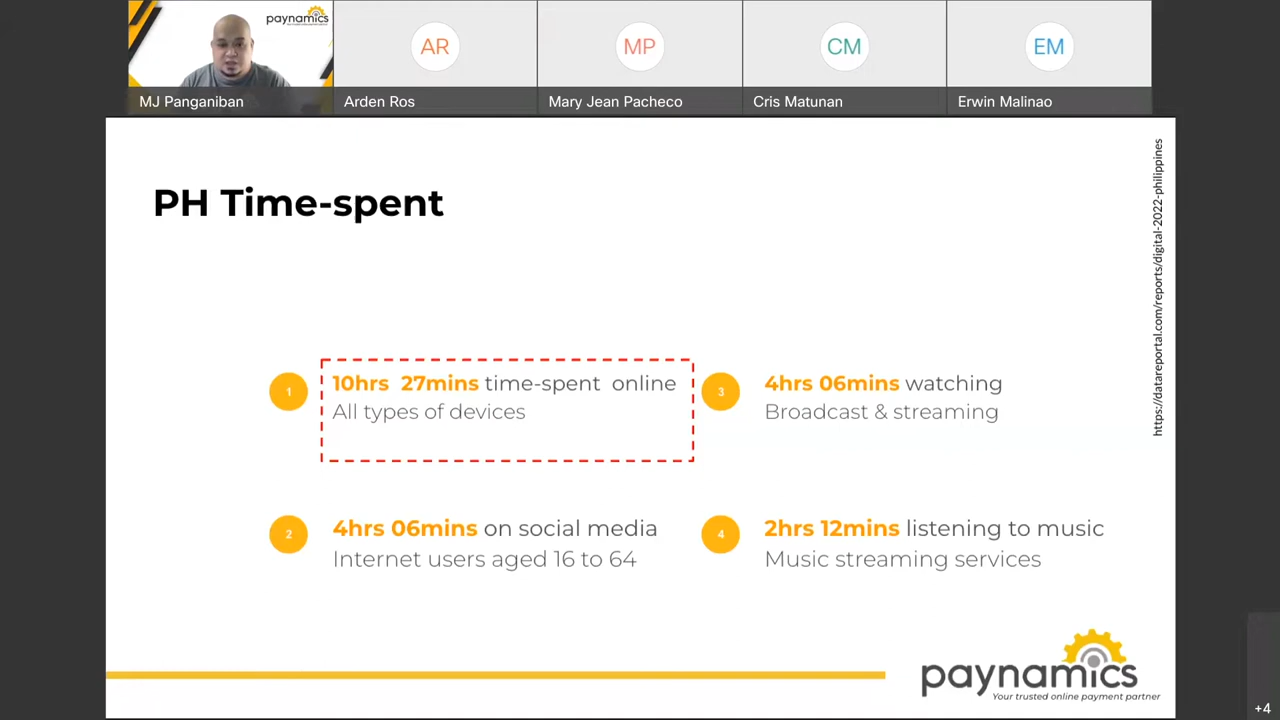 paynamics
AR
MP
CM
EM
MJ Panganiban
Arden Ros
Mary Jean Pacheco
Cris Matunan
Erwin Malinao
https://datareportal.com/reports/digital-2022-philippines
PH Time-spent
1
10hrs 27mins time-spent online
All types of devices
3
4hrs 06mins watching
Broadcast & streaming
2
4hrs 06mins on social media
Internet users aged 16 to 64
4
2hrs 12mins listening to music
Music streaming services
paynamics
Your trusted online payment partner
+4